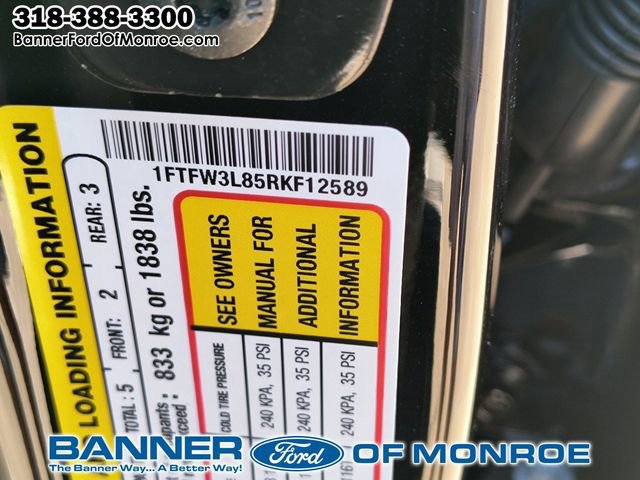 318-388-3300
BannerFordOfMonroe.com
10
1FTFW3L85RKF12589
LOADING INFORMATION
TOTAL: 5 FRONT: 2 REAR: 3
833 kg or 1838 lbs.
SEE OWNERS
MANUAL FOR
ADDITIONAL
INFORMATION
COLD TIRE PRESSURE
240 KPA, 35 PSI
240 KPA, 35 PSI
240 KPA, 35 PSI
BANNER Ford OF MONROE
The Banner Way... A Better Way!